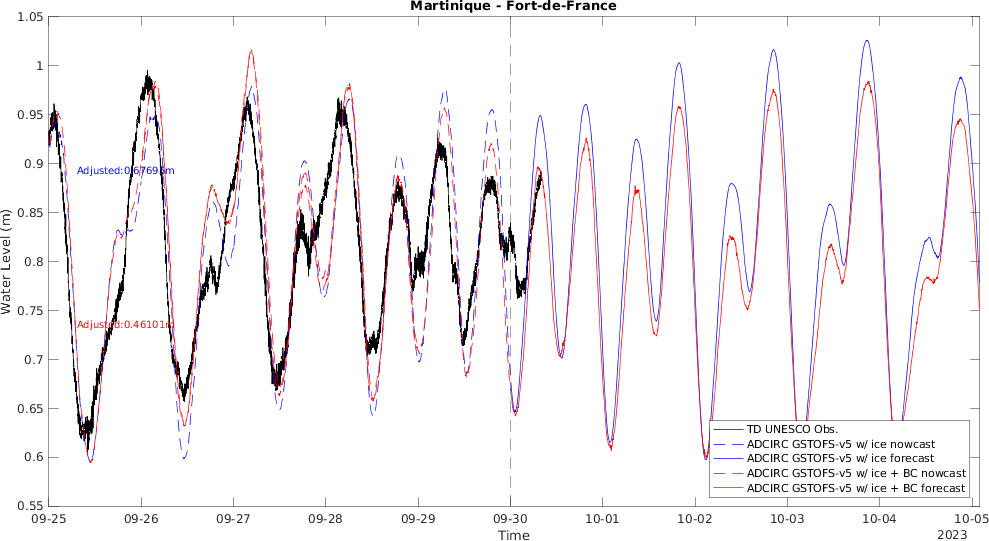 Martinique - Fort-de-France
1.05
1
0.95
0.9
0.85
0.8
0.75
0.7
0.65
0.6
0.55
Water Level (m)
Adjusted:0.67695m
Adjusted:0.46101m
TD UNESCO Obs.
ADCIRC GSTOFS-v5 w/ ice nowcast
ADCIRC GSTOFS-v5 w/ ice forecast
ADCIRC GSTOFS-v5 w/ ice + BC nowcast
ADCIRC GSTOFS-v5 w/ ice + BC forecast
09-25 09-26 09-27 09-28 09-29 09-30 10-01 10-02 10-03 10-04 10-05
Time
2023